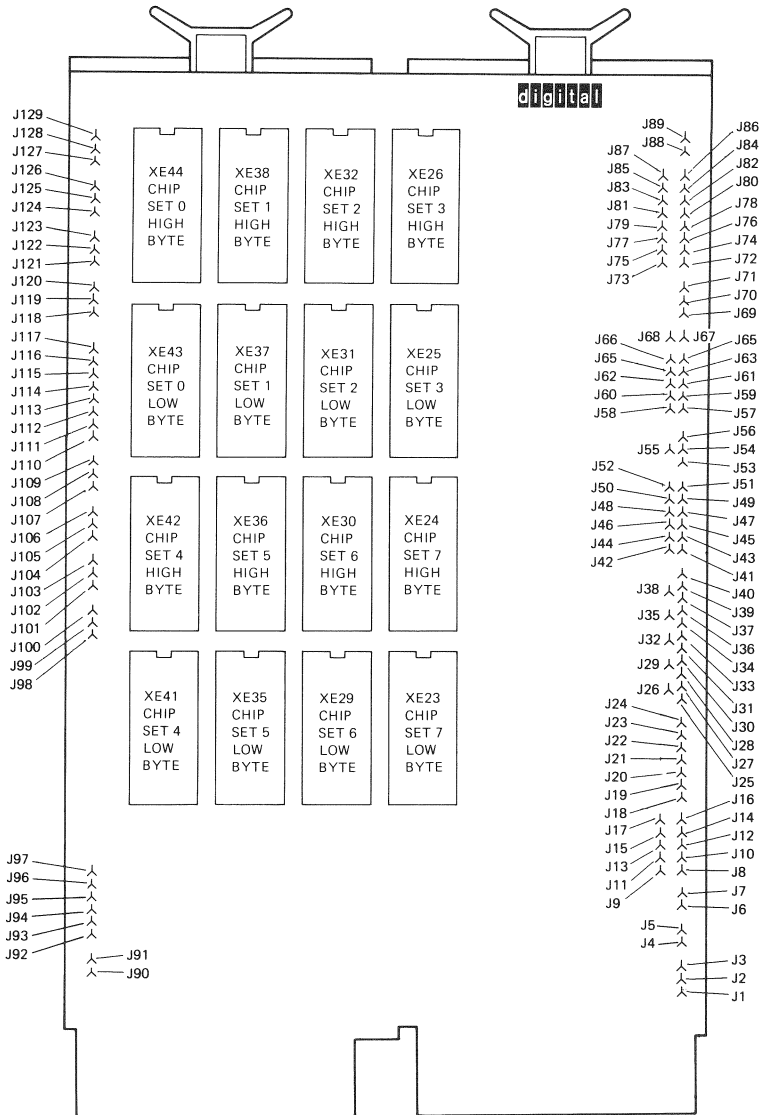 digital
J129
J128
J127
J126
J125
J124
J123
J122
J121
J120
J119
J118
J117
J116
J115
J114
J113
J112
J111
J110
J109
J108
J107
J106
J105
J104
J103
J102
J101
J100
J99
J98
J97
J96
J95
J94
J93
J92
J91
J90
XE44
CHIP
SET 0
HIGH
BYTE
XE38
CHIP
SET 1
HIGH
BYTE
XE32
CHIP
SET 2
HIGH
BYTE
XE26
CHIP
SET 3
HIGH
BYTE
XE43
CHIP
SET 0
LOW
BYTE
XE37
CHIP
SET 1
LOW
BYTE
XE31
CHIP
SET 2
LOW
BYTE
XE25
CHIP
SET 3
LOW
BYTE
XE42
CHIP
SET 4
HIGH
BYTE
XE36
CHIP
SET 5
HIGH
BYTE
XE30
CHIP
SET 6
HIGH
BYTE
XE24
CHIP
SET 7
HIGH
BYTE
XE41
CHIP
SET 4
LOW
BYTE
XE35
CHIP
SET 5
LOW
BYTE
XE29
CHIP
SET 6
LOW
BYTE
XE23
CHIP
SET 7
LOW
BYTE
J89
J88
J87
J85
J83
J81
J79
J77
J75
J73
J86
J84
J82
J80
J78
J76
J74
J72
J71
J70
J69
J68
J67
J66
J65
J62
J60
J58
J65
J63
J61
J59
J57
J56
J55
J54
J53
J52
J50
J48
J46
J44
J42
J51
J49
J47
J45
J43
J41
J40
J39
J38
J37
J36
J35
J34
J33
J32
J31
J30
J29
J28
J27
J26
J25
J24
J23
J22
J21
J20
J19
J18
J17
J15
J13
J11
J9
J16
J14
J12
J10
J8
J7
J6
J5
J4
J3
J2
J1